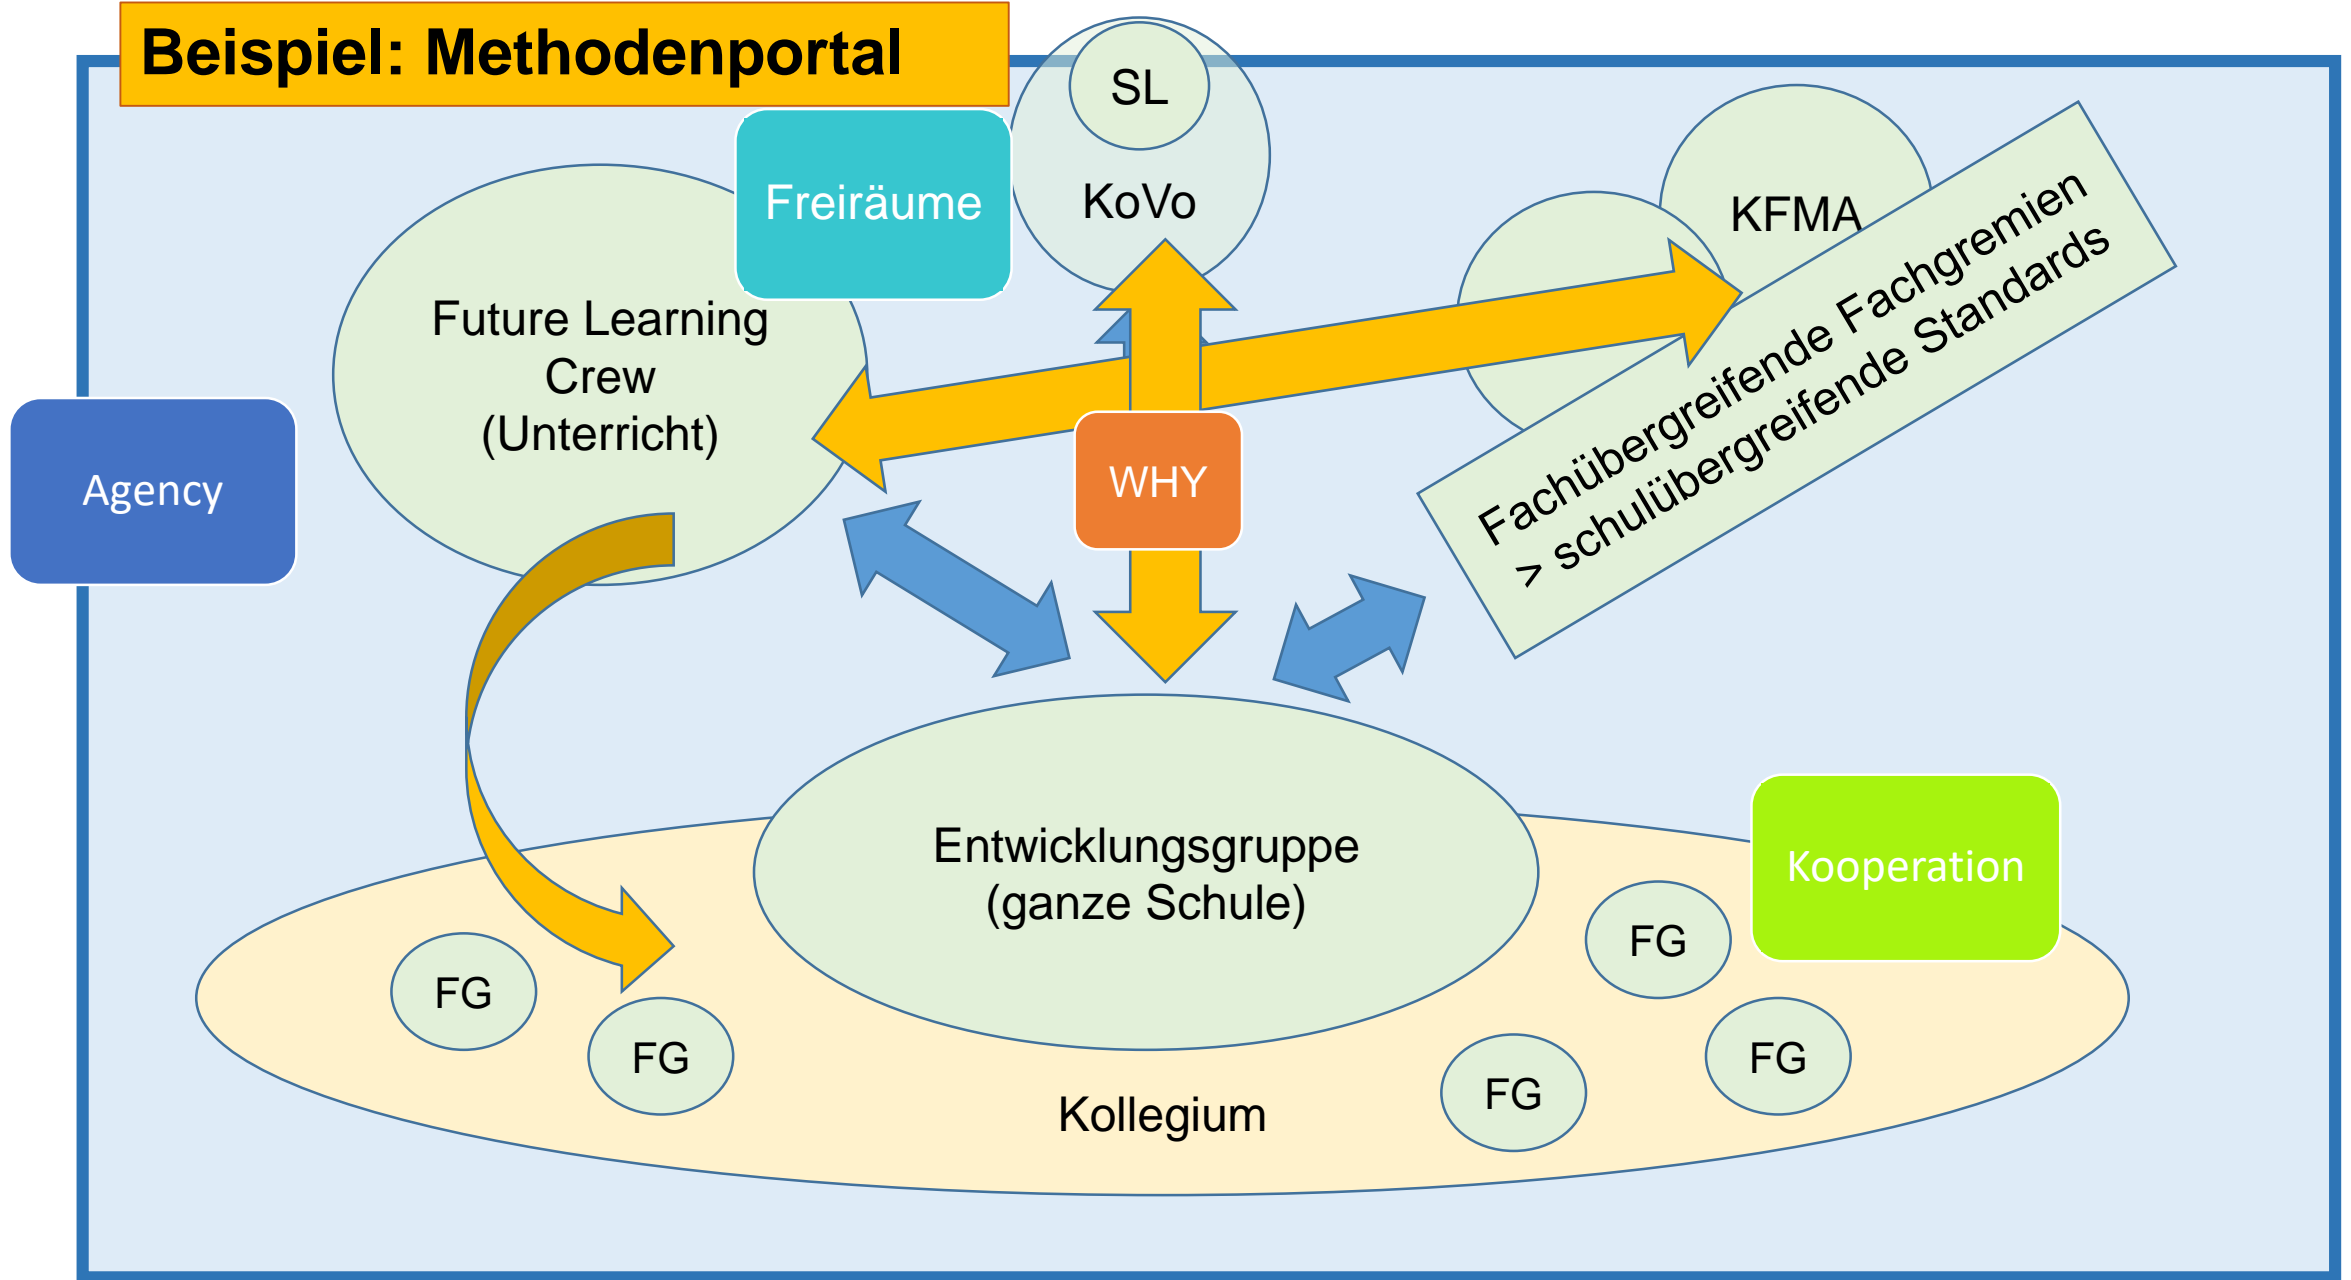 Beispiel: Methodenportal
SL
KoVo
Freiräume
KFMA
Fachübergreifende Fachgremien
> schulübergreifende Standards
Future Learning
Crew
(Unterricht)
Agency
WHY
Entwicklungsgruppe
(ganze Schule)
Kooperation
FG
FG
FG
FG
FG
Kollegium